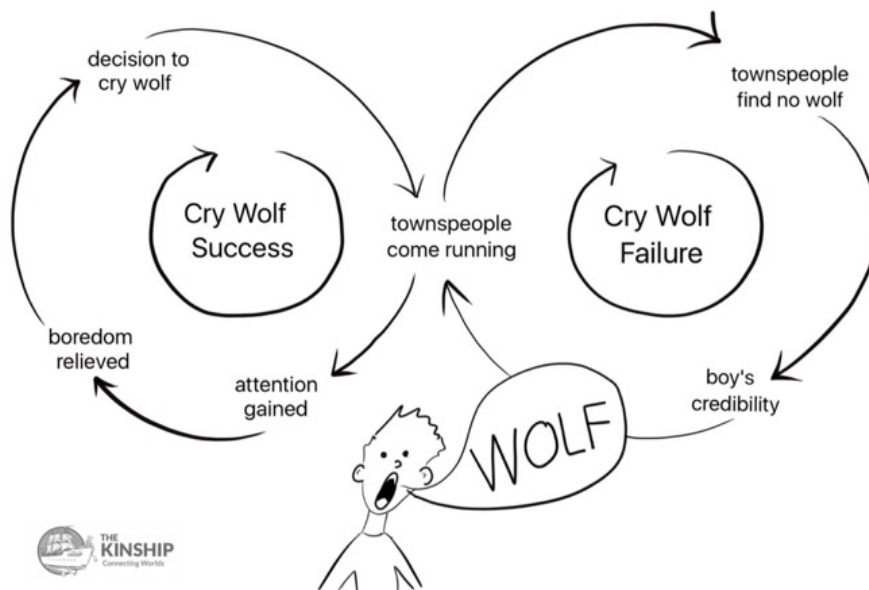 decision to
cry wolf
townspeople
find no wolf
Cry Wolf
Success
townspeople
come running
Cry Wolf
Failure
boredom
relieved
attention
gained
boy's
credibility
WOLF
THE
KINSHIP
Connecting Worlds